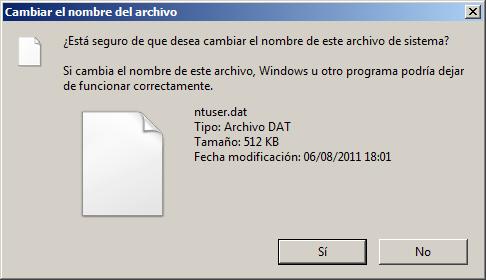 Cambiar el nombre del archivo
¿Está seguro de que desea cambiar el nombre de este archivo de sistema?
Si cambia el nombre de este archivo, Windows u otro programa podría dejar
de funcionar correctamente.
ntuser.dat
Tipo: Archivo DAT
Tamaño: 512 KB
Fecha modificación: 06/08/2011 18:01
Sí
No